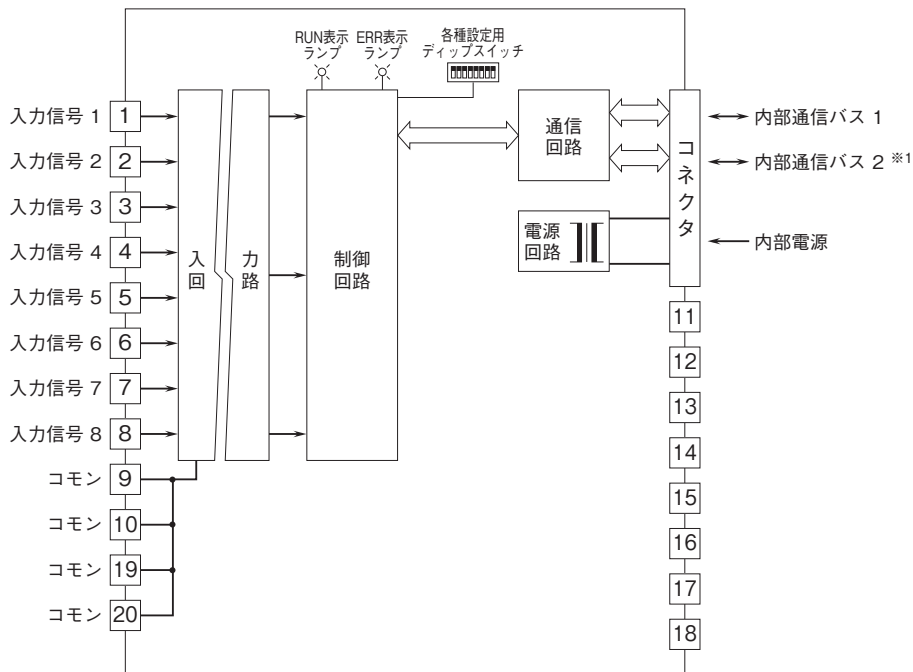 RUN表示
ランプ
ERR表示
ランプ
各種設定用
ディップスイッチ
入力信号 1
1
入力信号 2
2
入力信号 3
3
入力信号 4
4
入力信号 5
5
入力信号 6
6
入力信号 7
7
入力信号 8
8
コモン
9
コモン
10
コモン
19
コモン
20
入力
回路
制御
回路
通信
回路
電源
回路
コネクタ
内部通信バス 1
内部通信バス 2 ※1
内部電源
11
12
13
14
15
16
17
18